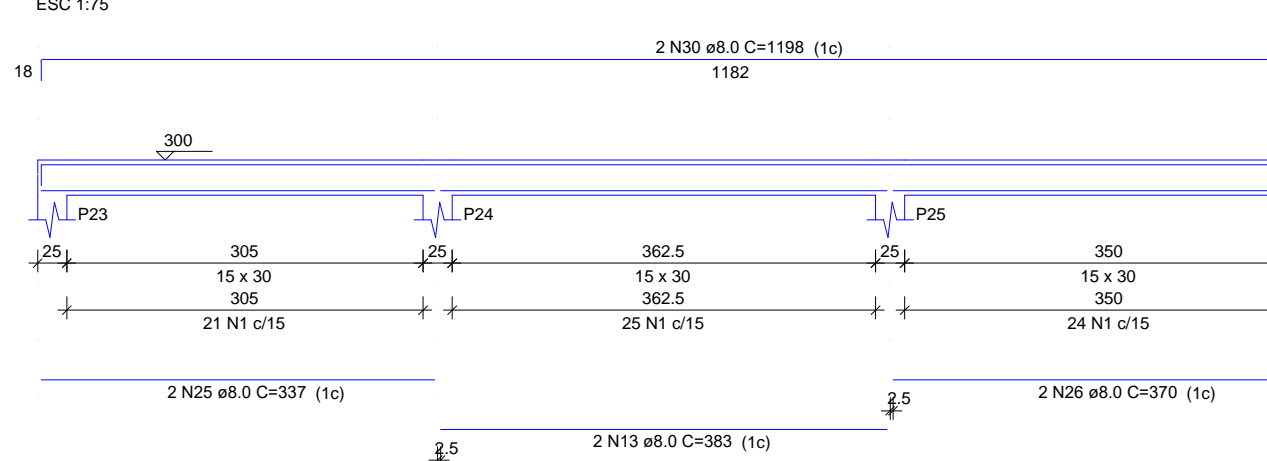 ESC 1:75
2 N30 ø8.0 C=1198 (1c)
18
1182
300
P23
P24
P25
25
305
25
362.5
25
350
15 x 30
15 x 30
15 x 30
305
362.5
350
21 N1 c/15
25 N1 c/15
24 N1 c/15
2 N25 ø8.0 C=337 (1c)
2 N26 ø8.0 C=370 (1c)
2.5
2 N13 ø8.0 C=383 (1c)
2.5